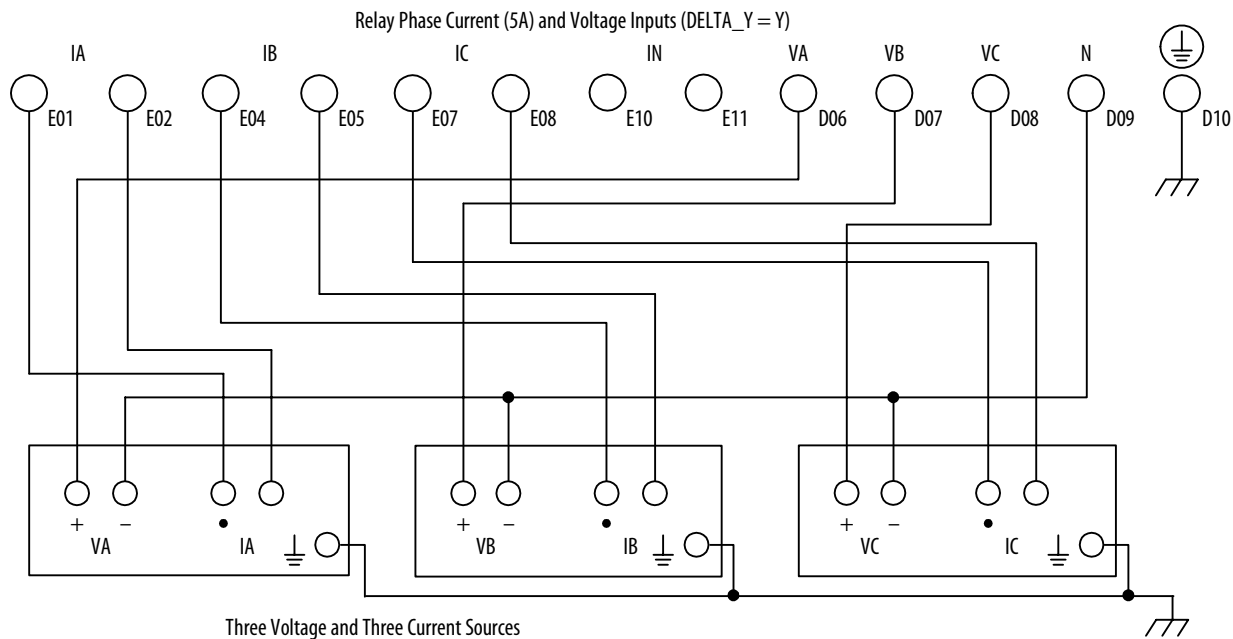 Relay Phase Current (5A) and Voltage Inputs (DELTA_Y = Y)
IA IB IC IN VA VB VC N
E01 E02 E04 E05 E07 E08 E10 E11 D06 D07 D08 D09 D10
+ − + − + −
VA IA VB IB VC IC
Three Voltage and Three Current Sources